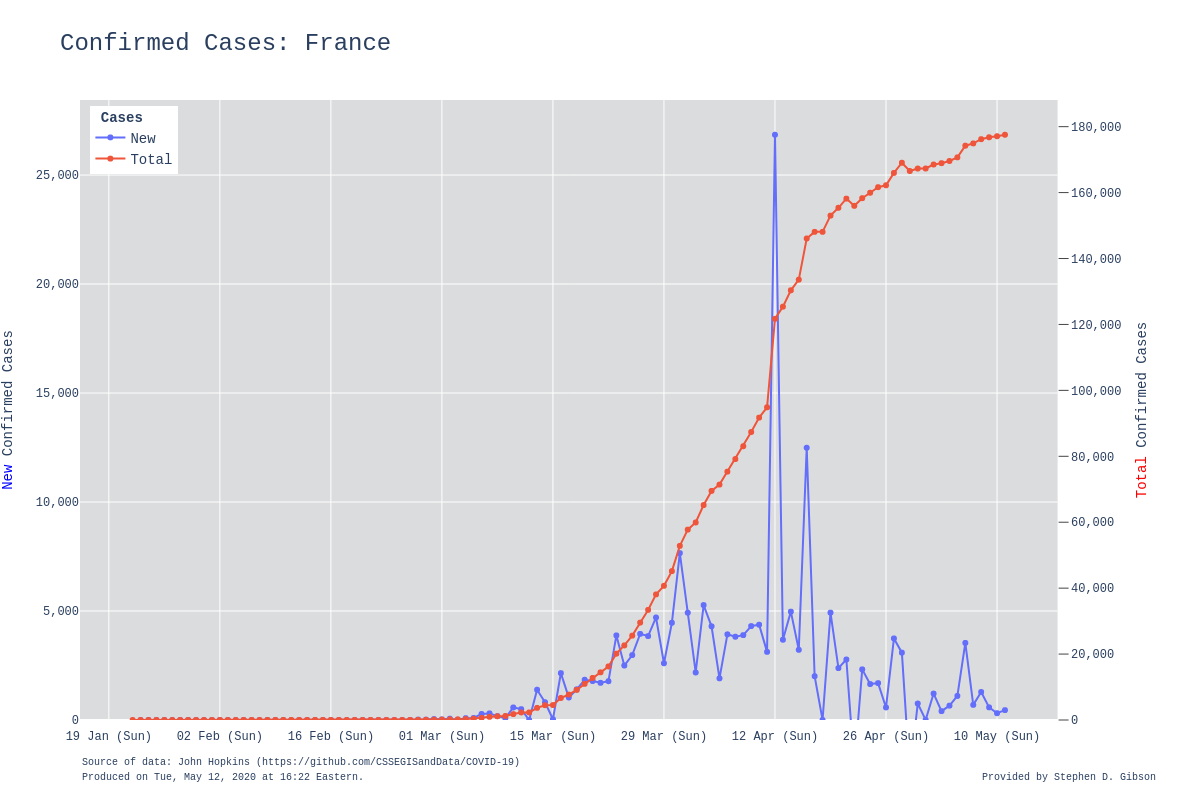 Confirmed Cases: France
Cases
New
Total
25,000
20,000
15,000
10,000
5,000
0
New Confirmed Cases
180,000
160,000
140,000
120,000
100,000
80,000
60,000
40,000
20,000
0
Total Confirmed Cases
19 Jan (Sun) 02 Feb (Sun) 16 Feb (Sun) 01 Mar (Sun) 15 Mar (Sun) 29 Mar (Sun) 12 Apr (Sun) 26 Apr (Sun) 10 May (Sun)
Source of data: John Hopkins (https://github.com/CSSEGISandData/COVID-19)
Produced on Tue, May 12, 2020 at 16:22 Eastern.
Provided by Stephen D. Gibson